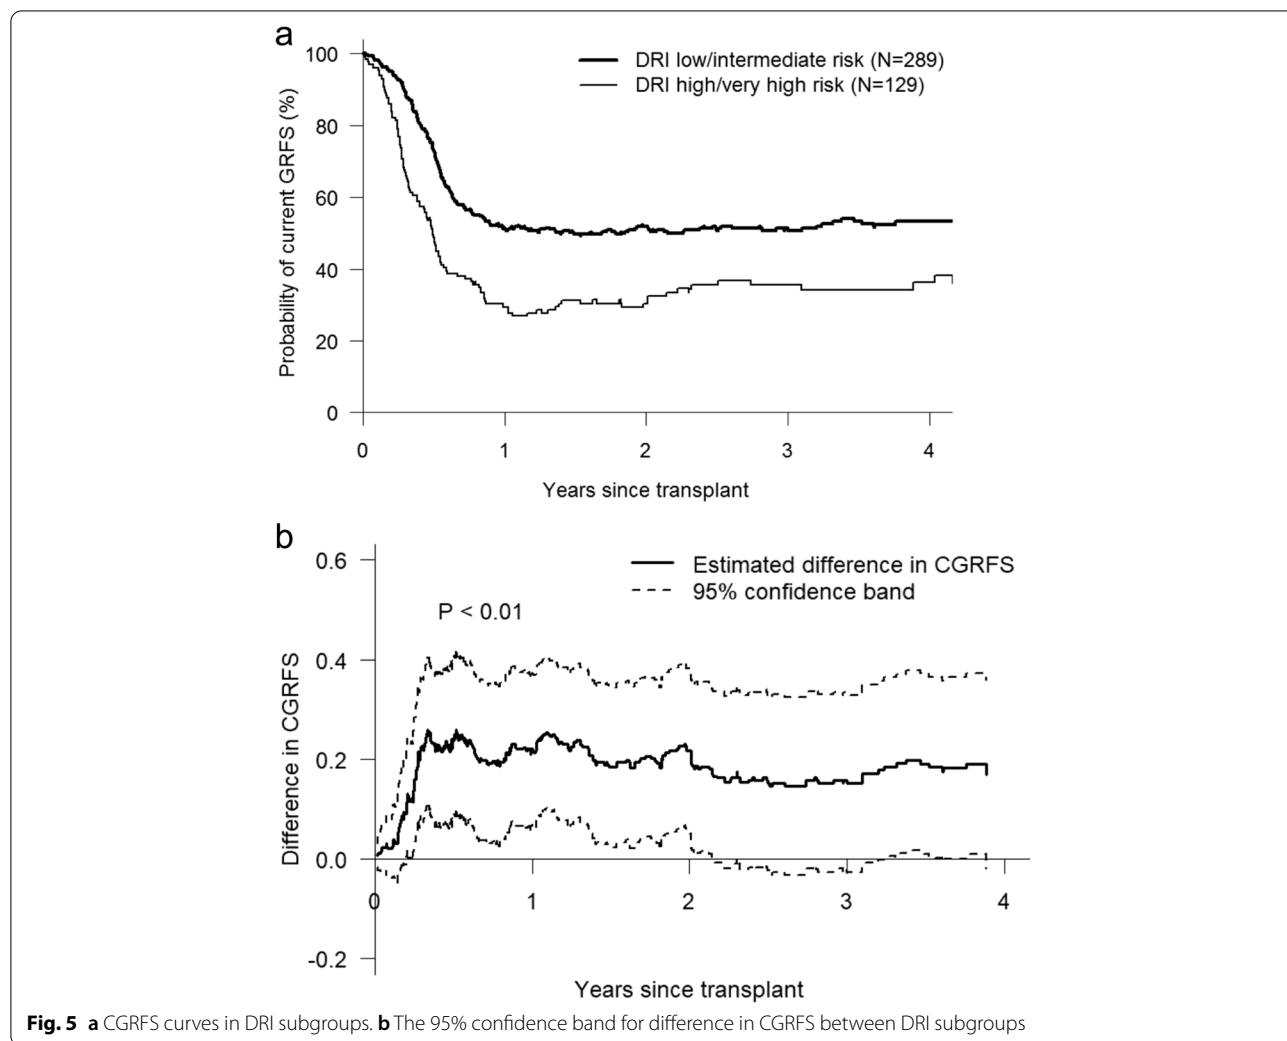 a
DRI low/intermediate risk (N=289)
DRI high/very high risk (N=129)
Probability of current GRFS (%)
100
80
60
40
20
0
0 1 2 3 4
Years since transplant
b
Estimated difference in CGRFS
95% confidence band
P < 0.01
Difference in CGRFS
0.6
0.4
0.2
0.0
-0.2
0 1 2 3 4
Years since transplant
Fig. 5 a CGRFS curves in DRI subgroups. b The 95% confidence band for difference in CGRFS between DRI subgroups